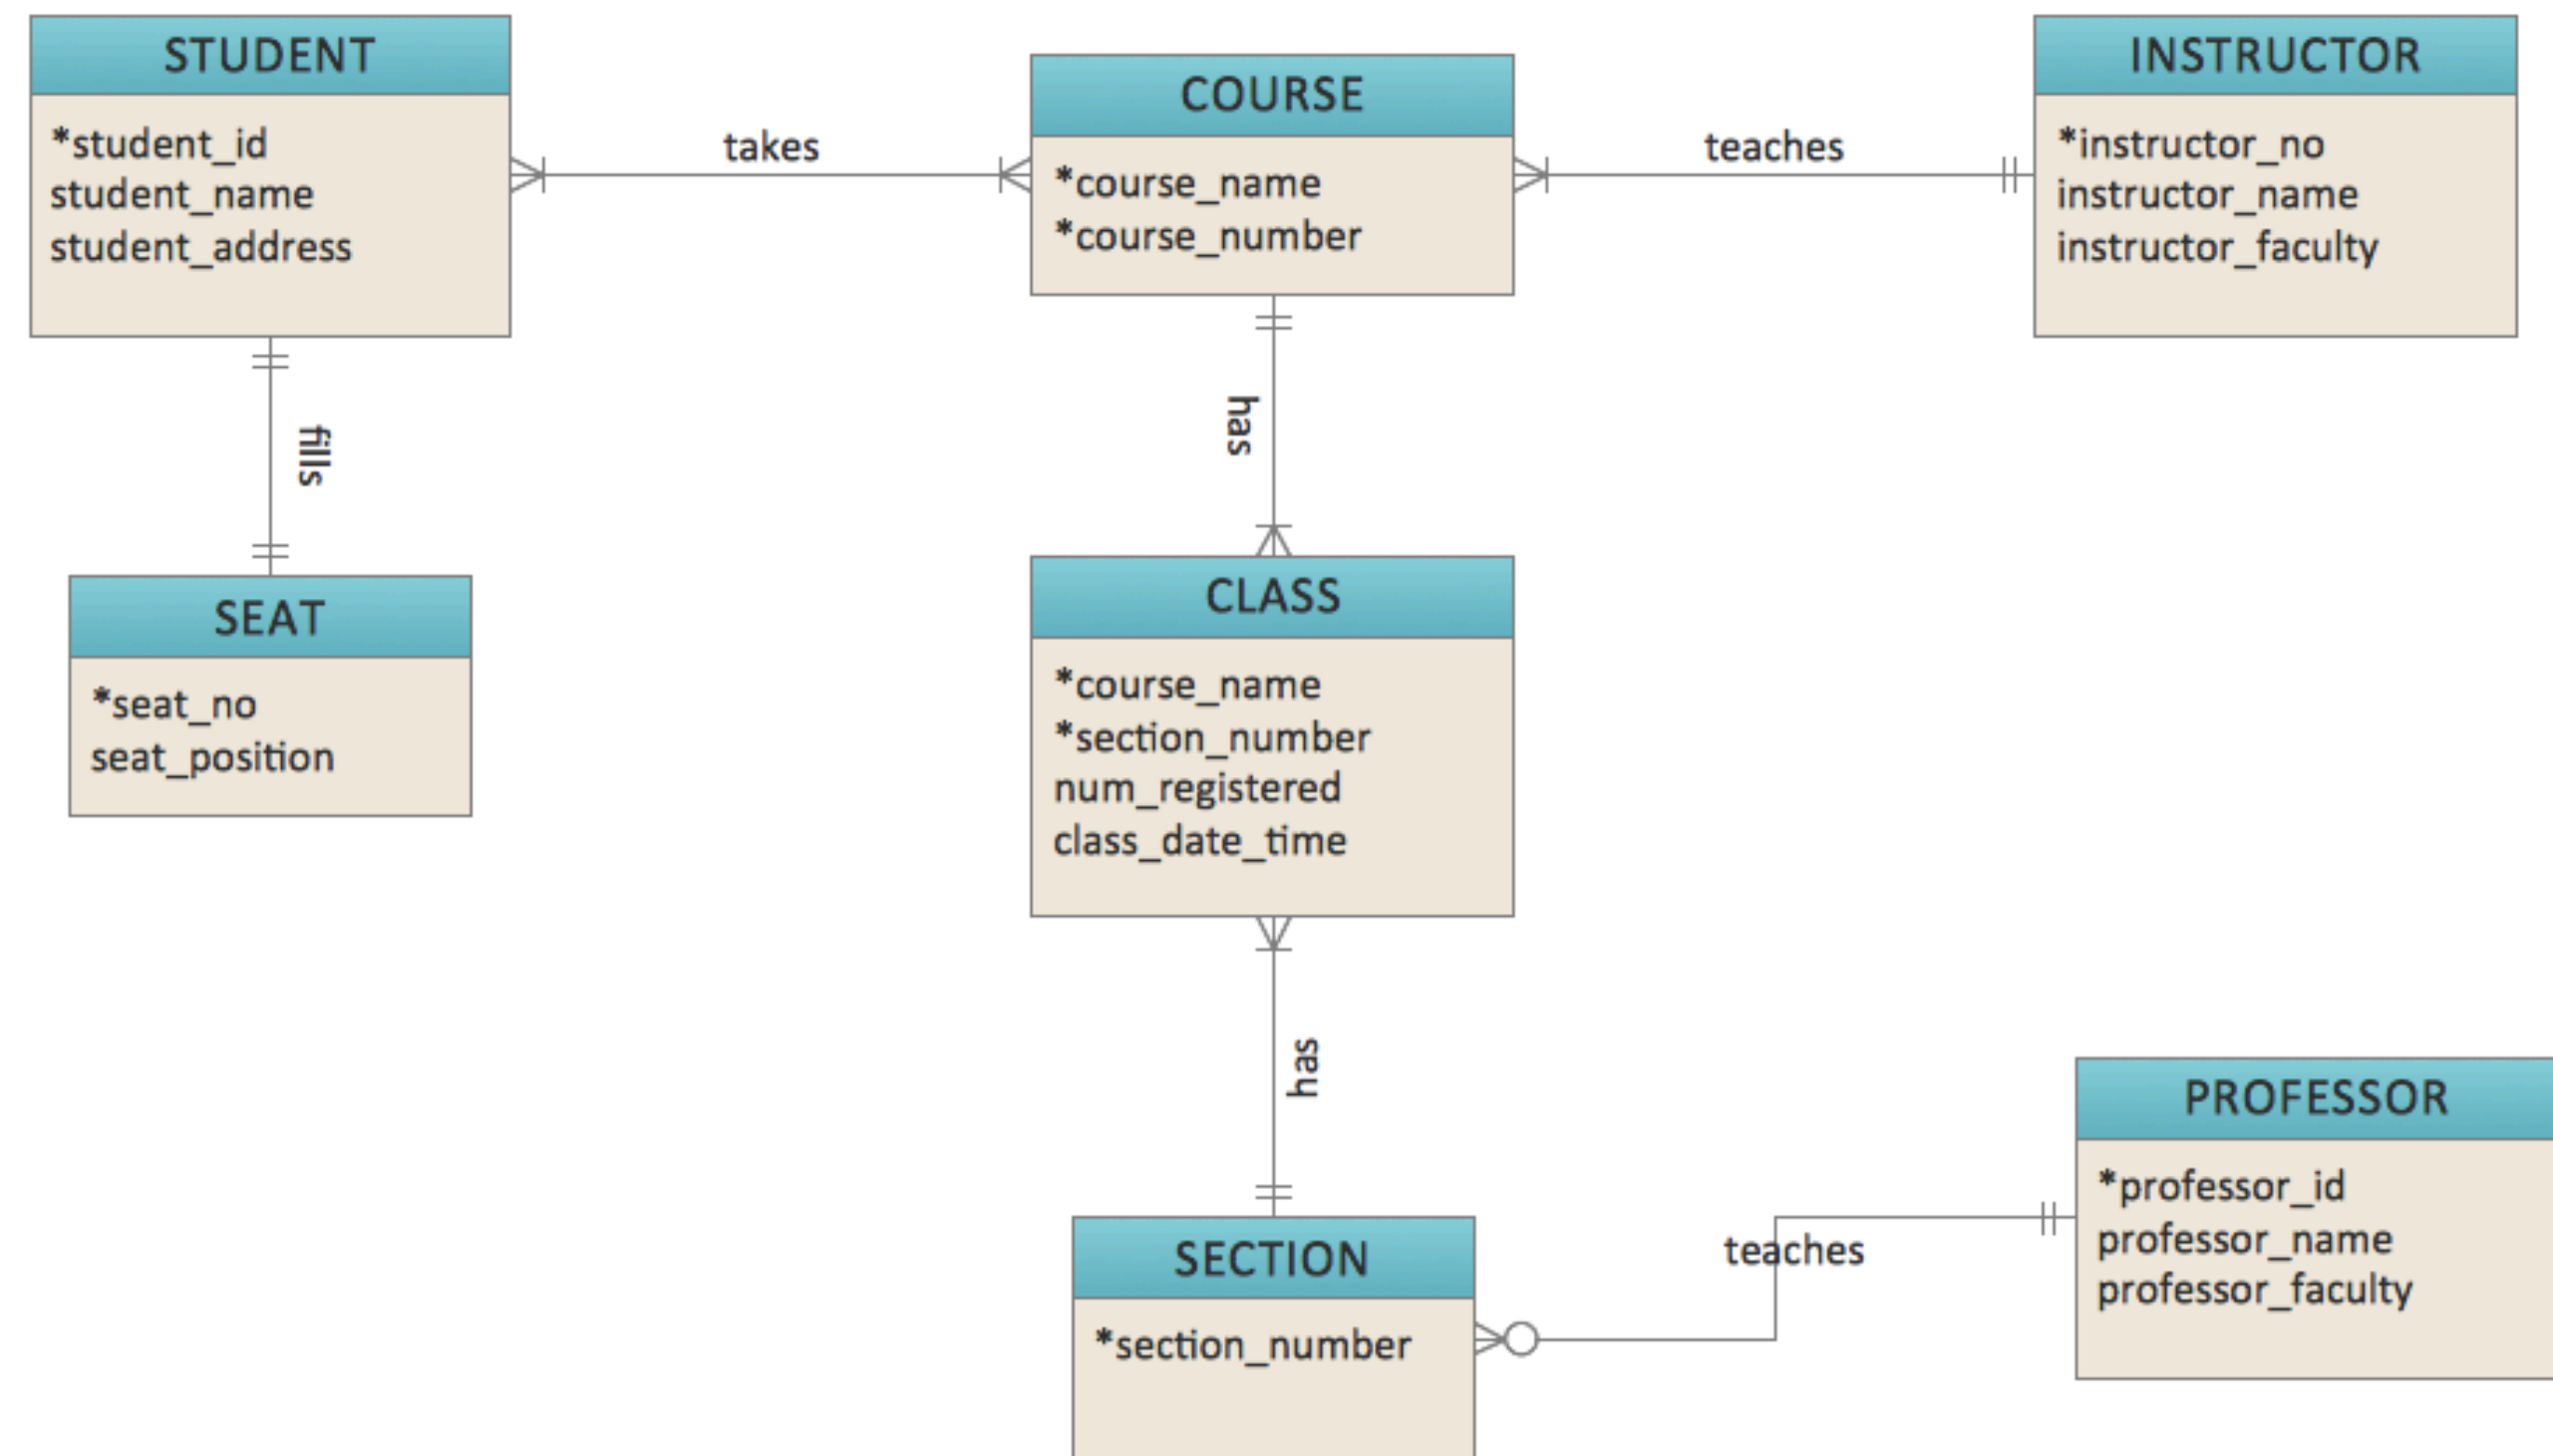 STUDENT
*student_id
student_name
student_address
takes
COURSE
*course_name
*course_number
teaches
INSTRUCTOR
*instructor_no
instructor_name
instructor_faculty
fills
has
SEAT
*seat_no
seat_position
CLASS
*course_name
*section_number
num_registered
class_date_time
has
SECTION
*section_number
teaches
PROFESSOR
*professor_id
professor_name
professor_faculty